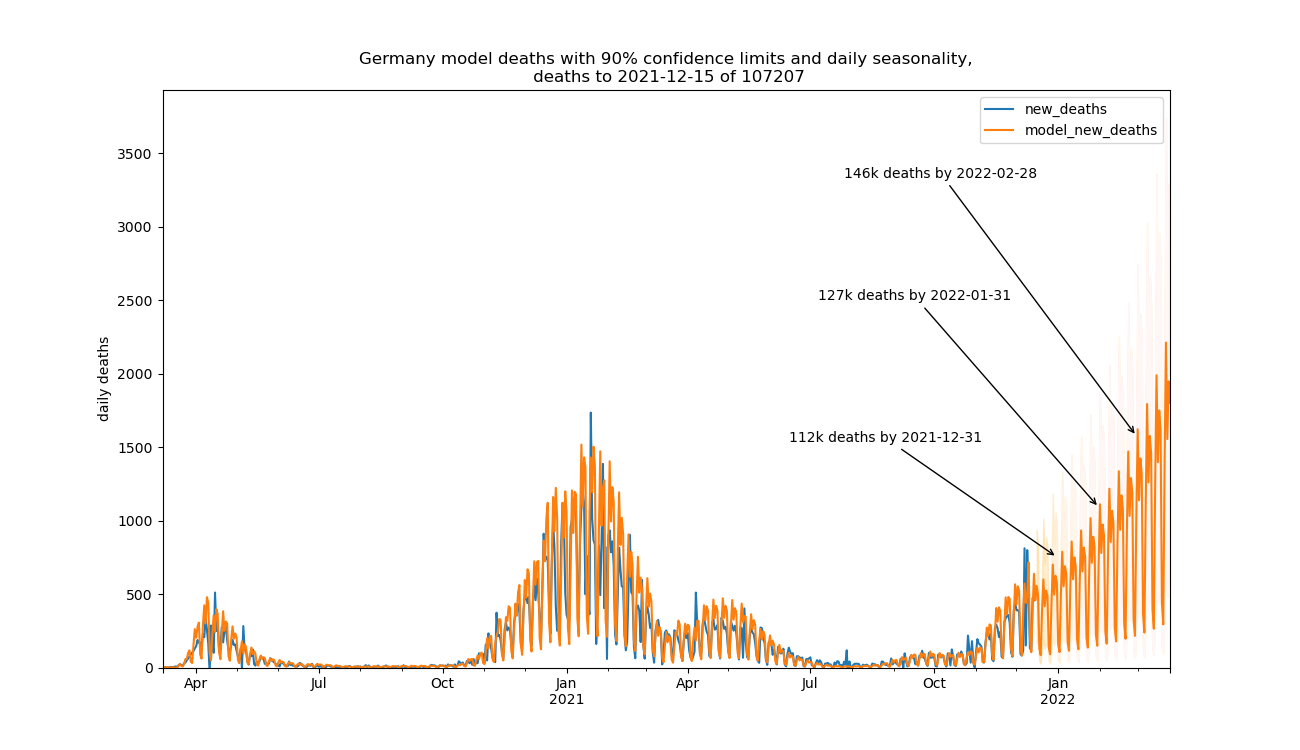 Germany model deaths with 90% confidence limits and daily seasonality,
deaths to 2021-12-15 of 107207
new_deaths
model_new_deaths
146k deaths by 2022-02-28
127k deaths by 2022-01-31
112k deaths by 2021-12-31
daily deaths
3500
3000
2500
2000
1500
1000
500
0
Apr Jul Oct Jan Apr Jul Oct Jan
2021 2022